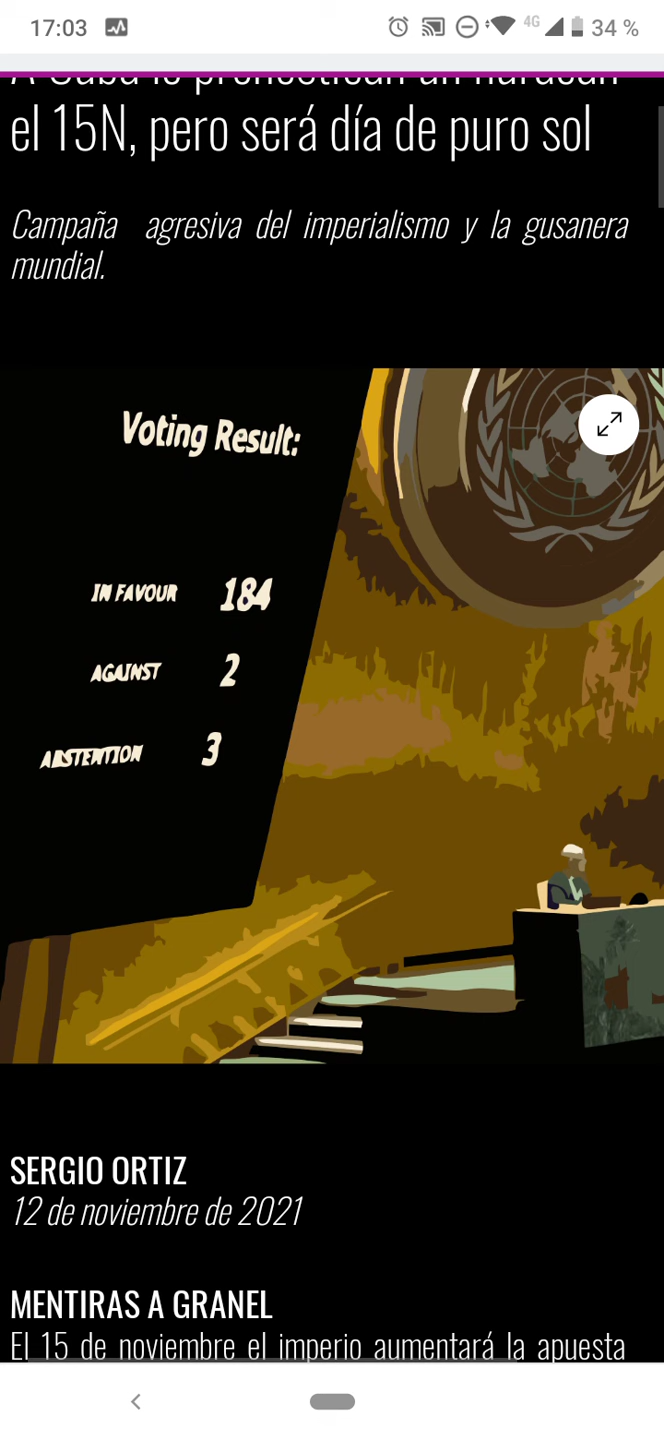 17:03
4G
34 %
el 15N, pero será día de puro sol
Campaña agresiva del imperialismo y la gusanera
mundial.
Voting Result:
IN FAVOUR 184
AGAINST 2
ABSTENTION 3
SERGIO ORTIZ
12 de noviembre de 2021
MENTIRAS A GRANEL
El 15 de noviembre el imperio aumentará la apuesta